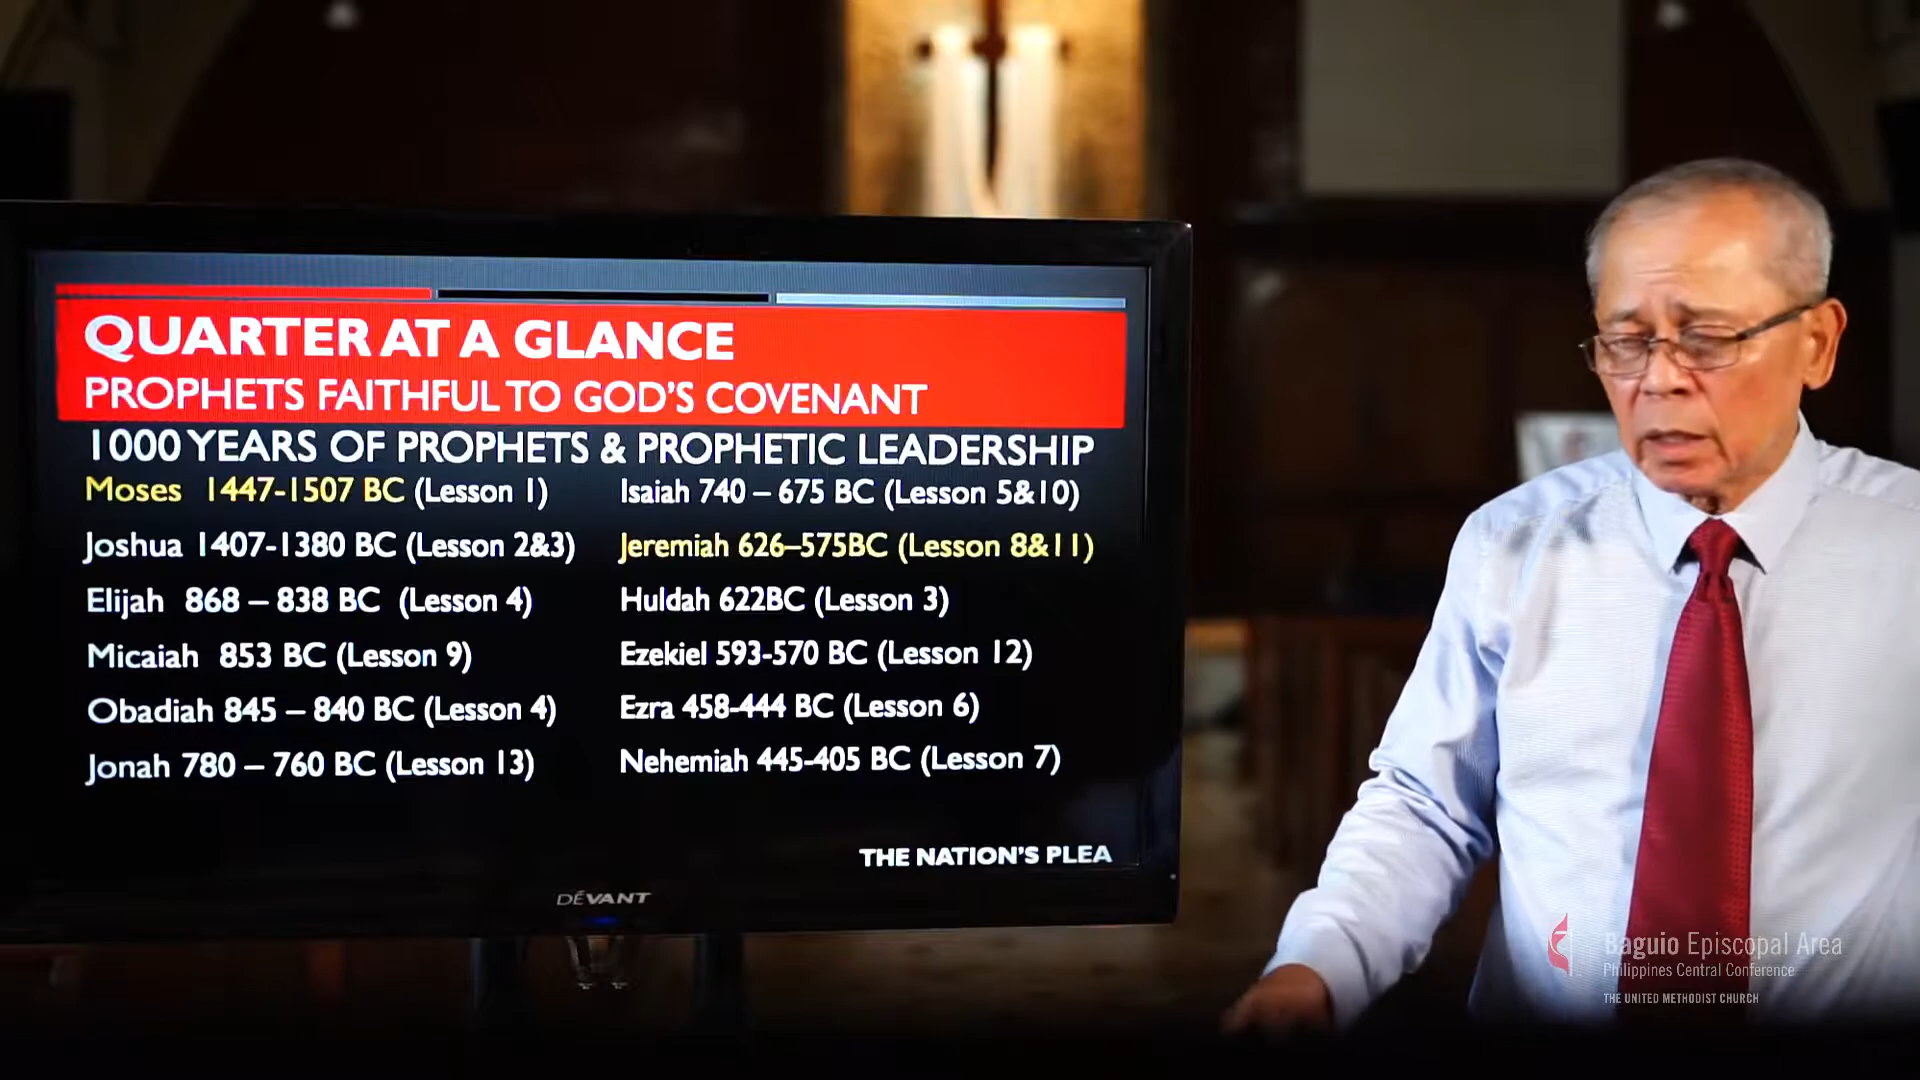 QUARTER AT A GLANCE
PROPHETS FAITHFUL TO GOD'S COVENANT
1000 YEARS OF PROPHETS & PROPHETIC LEADERSHIP
Moses 1447-1507 BC (Lesson 1)
Joshua 1407-1380 BC (Lesson 2&3)
Elijah 868 – 838 BC (Lesson 4)
Micaiah 853 BC (Lesson 9)
Obadiah 845 – 840 BC (Lesson 4)
Jonah 780 – 760 BC (Lesson 13)
Isaiah 740 – 675 BC (Lesson 5&10)
Jeremiah 626–575BC (Lesson 8&11)
Huldah 622BC (Lesson 3)
Ezekiel 593-570 BC (Lesson 12)
Ezra 458-444 BC (Lesson 6)
Nehemiah 445-405 BC (Lesson 7)
THE NATION'S PLEA
DEVANT
Baguio Episcopal Area
Philippines Central Conference
THE UNITED METHODIST CHURCH